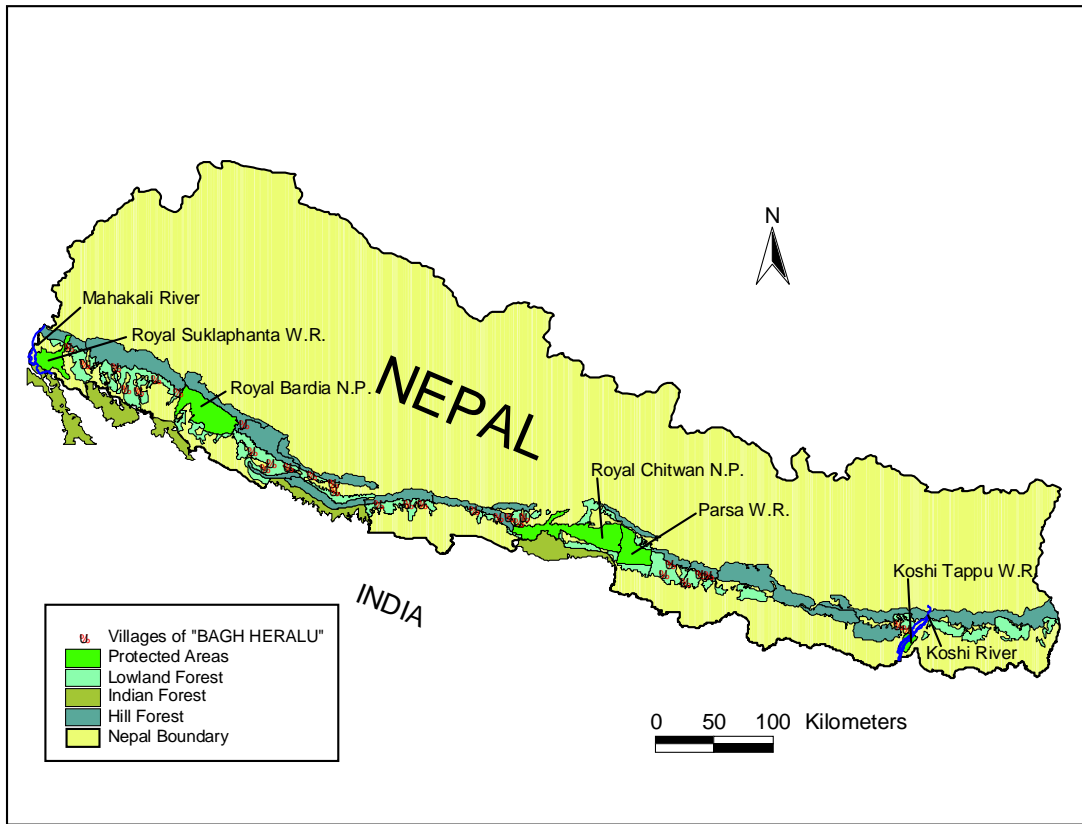 N
Mahakali River
Royal Suklaphanta W.R.
Royal Bardia N.P.
NEPAL
Royal Chitwan N.P.
Parsa W.R.
Koshi Tappu W.R.
Koshi River
INDIA
Villages of "BAGH HERALU"
Protected Areas
Lowland Forest
Indian Forest
Hill Forest
Nepal Boundary
0 50 100 Kilometers